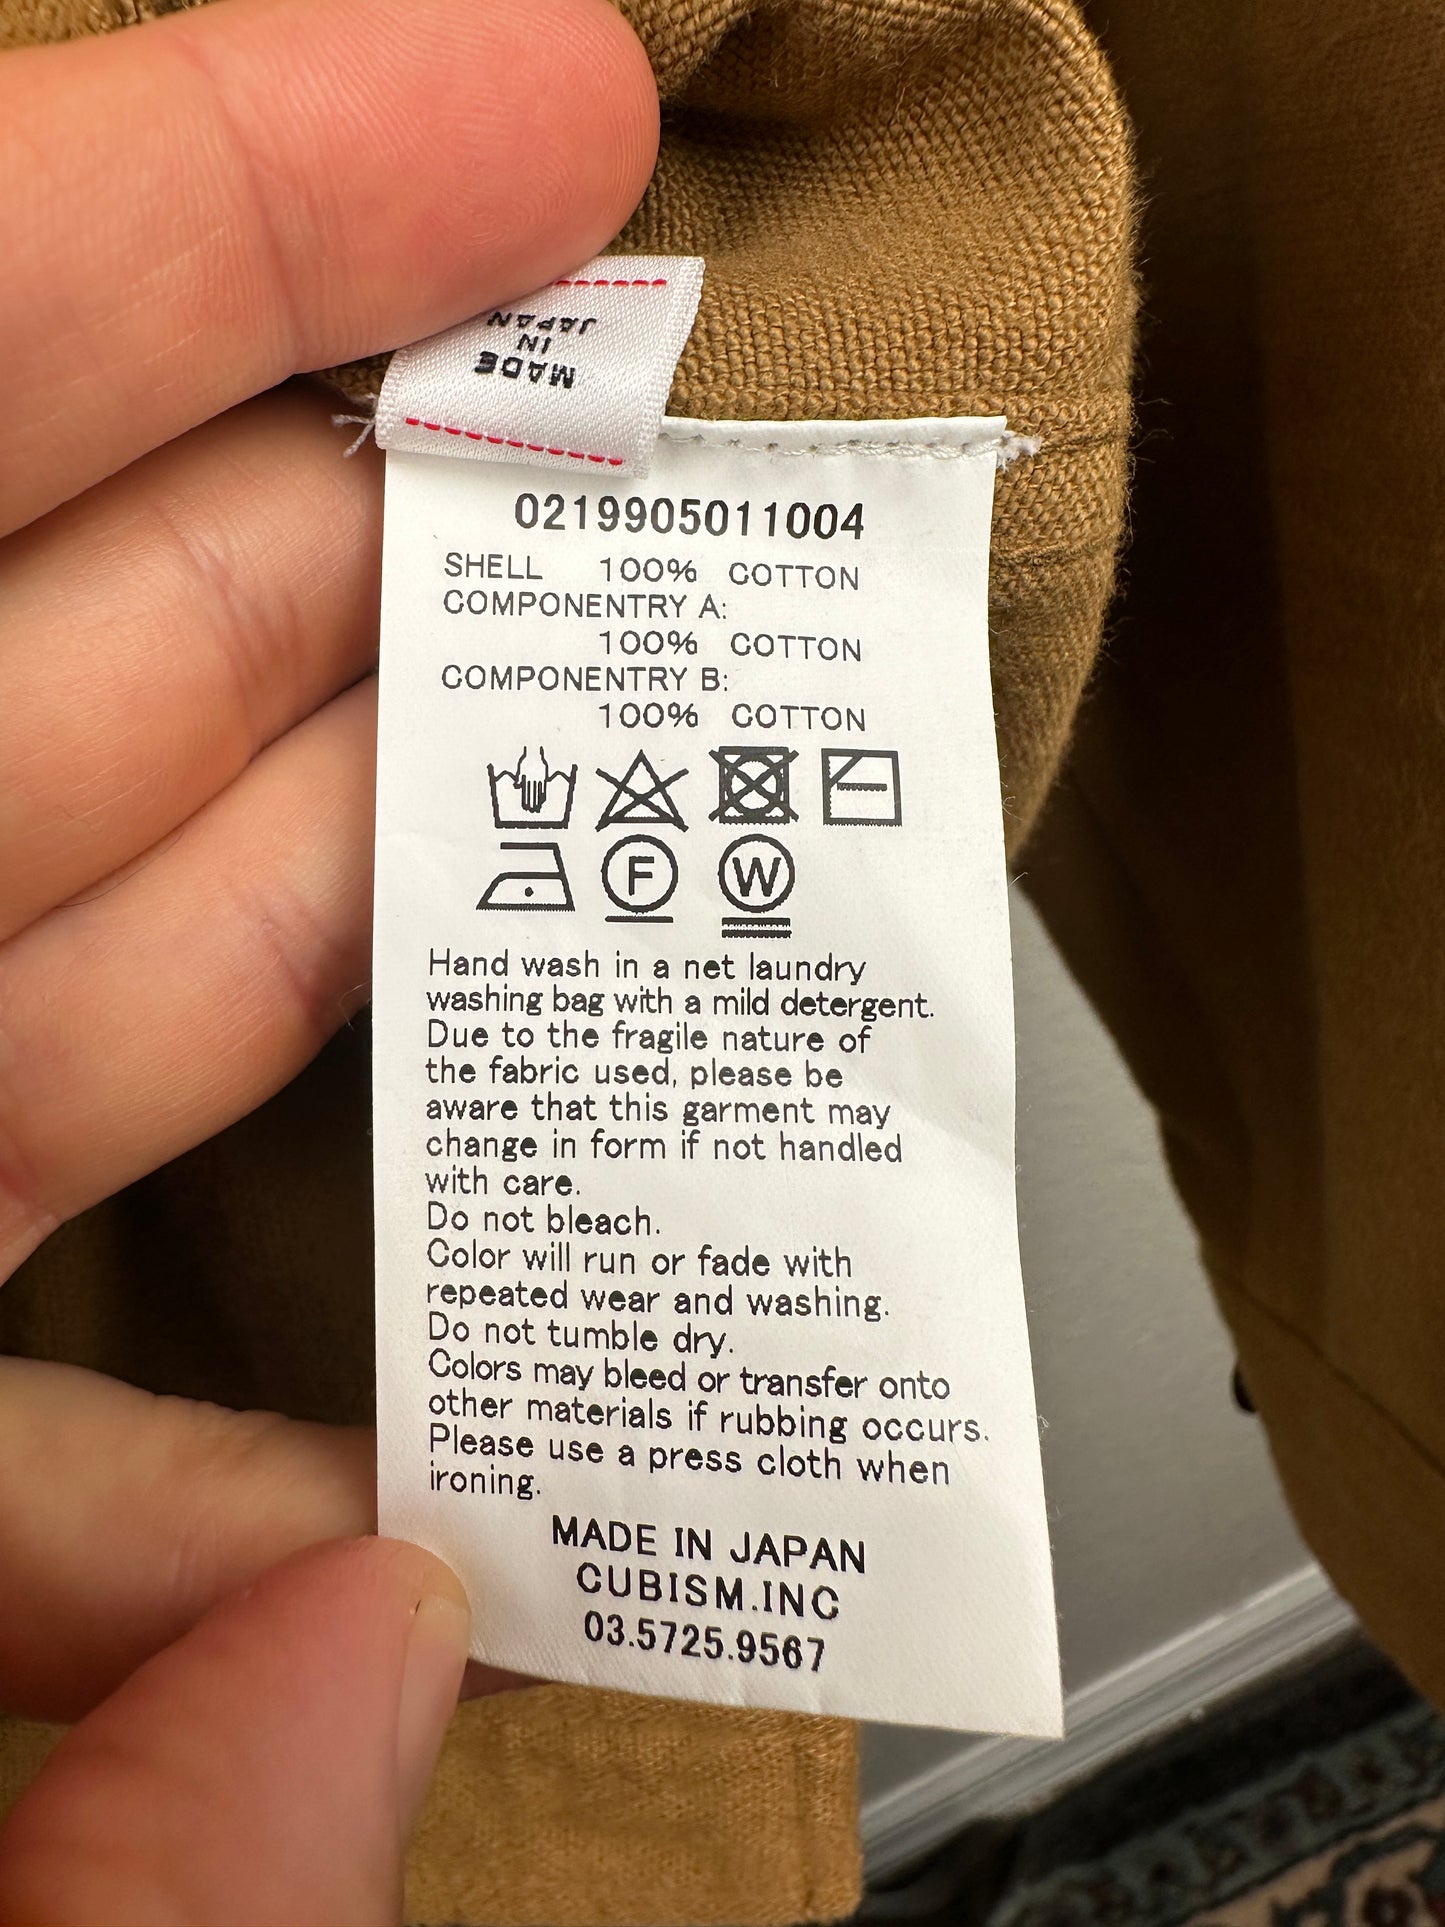 MADE
IN
JAPAN
0219905011004
SHELL 100% COTTON
COMPONENTRY A:
100% COTTON
COMPONENTRY B:
100% COTTON
F W
Hand wash in a net laundry
washing bag with a mild detergent.
Due to the fragile nature of
the fabric used, please be
aware that this garment may
change in form if not handled
with care.
Do not bleach.
Color will run or fade with
repeated wear and washing.
Do not tumble dry.
Colors may bleed or transfer onto
other materials if rubbing occurs.
Please use a press cloth when
ironing.
MADE IN JAPAN
CUBISM.INC
03.5725.9567